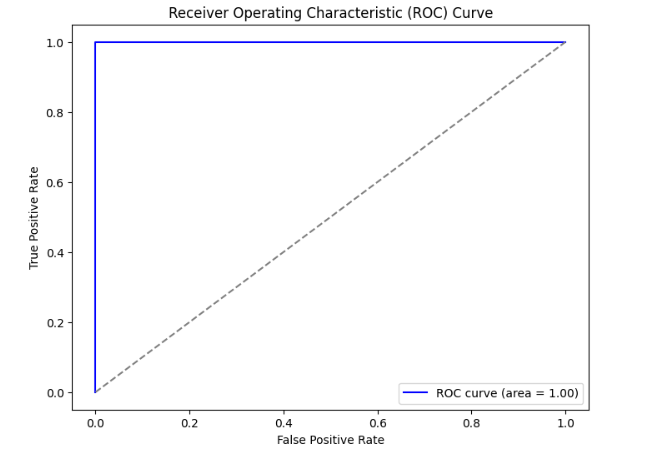 Receiver Operating Characteristic (ROC) Curve
1.0
0.8
0.6
0.4
0.2
0.0
True Positive Rate
ROC curve (area = 1.00)
0.0 0.2 0.4 0.6 0.8 1.0
False Positive Rate